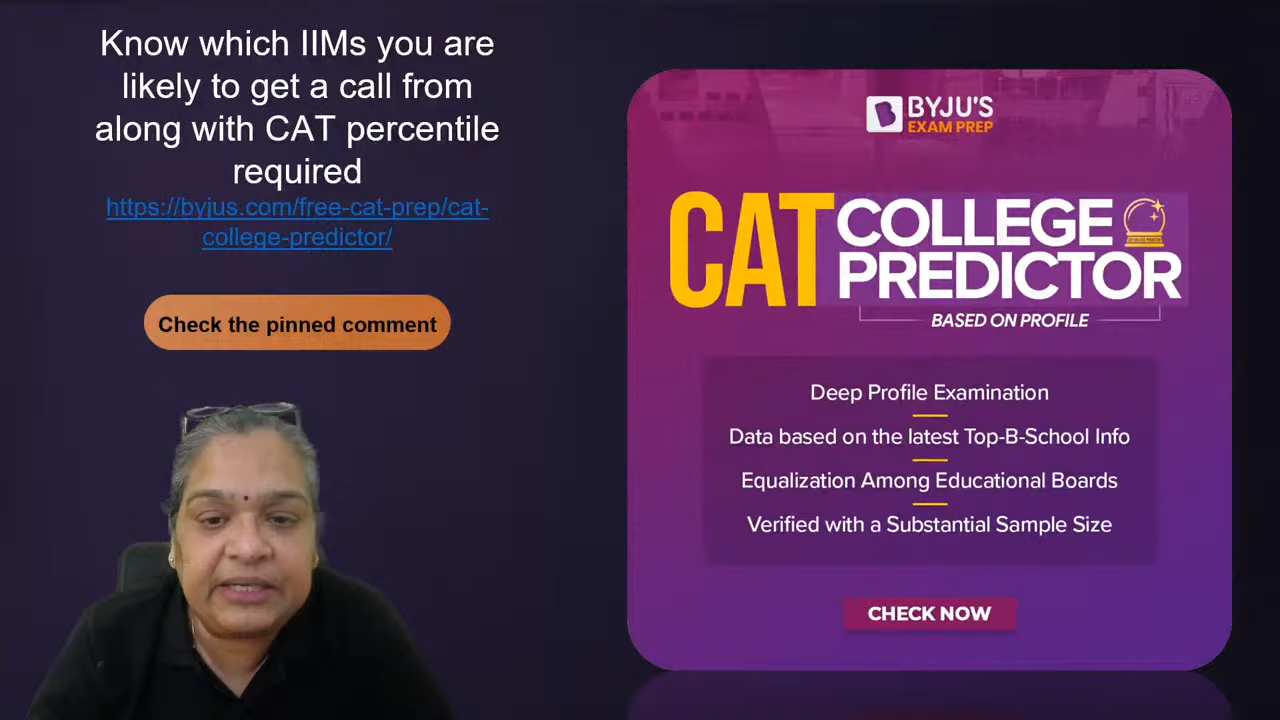 Know which IIMs you are
likely to get a call from
along with CAT percentile
required
https://byjus.com/free-cat-prep/cat-
college-predictor/
Check the pinned comment
BYJU'S
EXAM PREP
CAT COLLEGE
PREDICTOR
BASED ON PROFILE
Deep Profile Examination
Data based on the latest Top-B-School Info
Equalization Among Educational Boards
Verified with a Substantial Sample Size
CHECK NOW